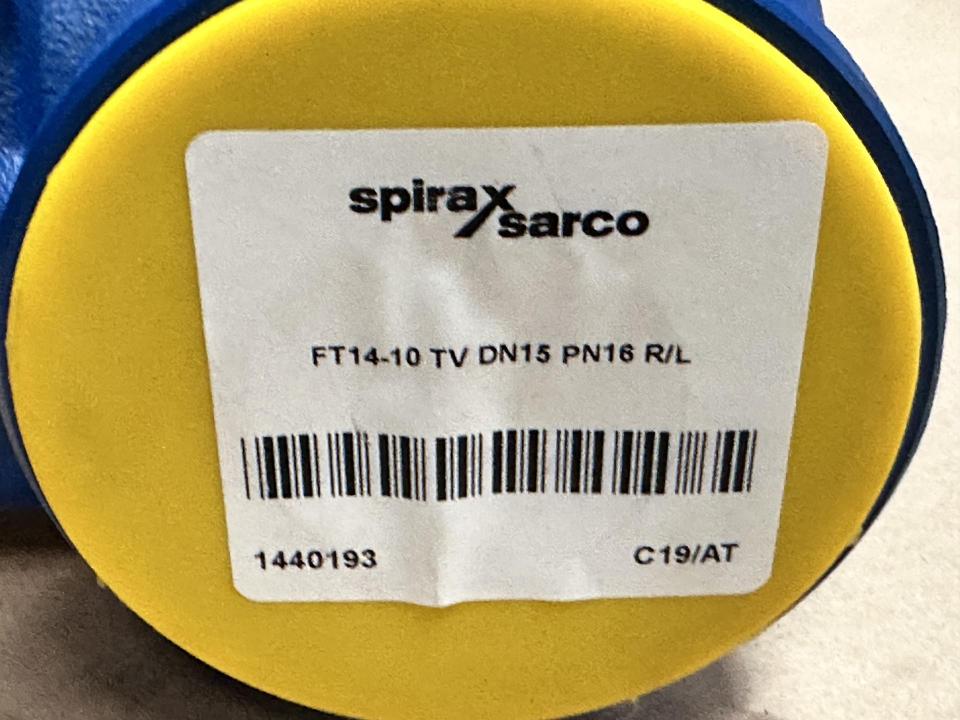 spirax
sarco
FT14-10 TV DN15 PN16 R/L
1440193 C19/AT